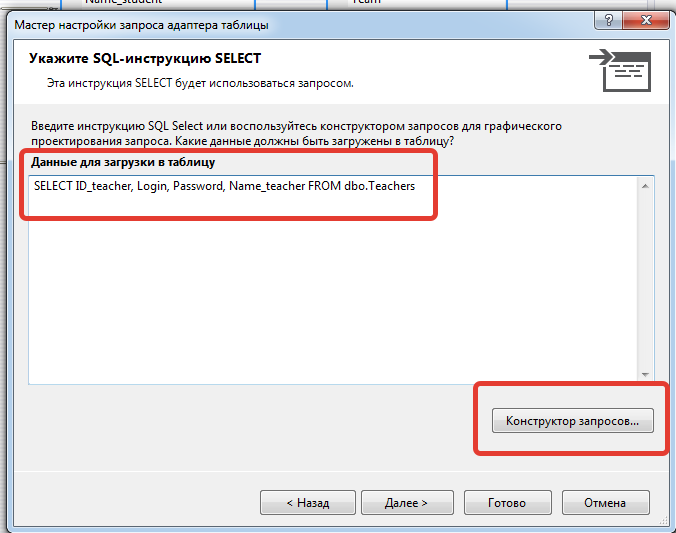 Name_student
Team
Мастер настройки запроса адаптера таблицы
Укажите SQL-инструкцию SELECT
Эта инструкция SELECT будет использоваться запросом.
Введите инструкцию SQL Select или воспользуйтесь конструктором запросов для графического
проектирования запроса. Какие данные должны быть загружены в таблицу?
Данные для загрузки в таблицу
SELECT ID_teacher, Login, Password, Name_teacher FROM dbo.Teachers
Конструктор запросов...
< Назад
Далее >
Готово
Отмена